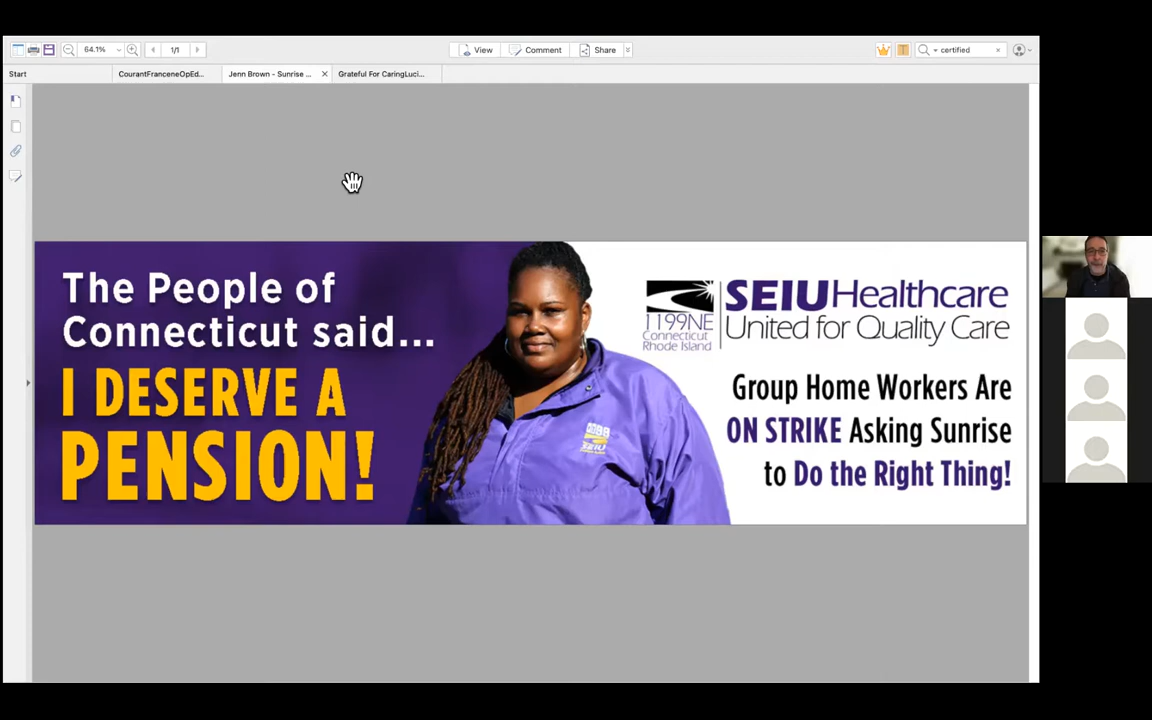 64.1%
1/1
View
Comment
Share
certified
Start
CourantFranceneOpEd...
Jenn Brown - Sunrise ...
Grateful For CaringLuci...
The People of
Connecticut said...
I DESERVE A
PENSION!
1199NE
Connecticut
Rhode Island
SEIU Healthcare
United for Quality Care
Group Home Workers Are
ON STRIKE Asking Sunrise
to Do the Right Thing!
SEIU